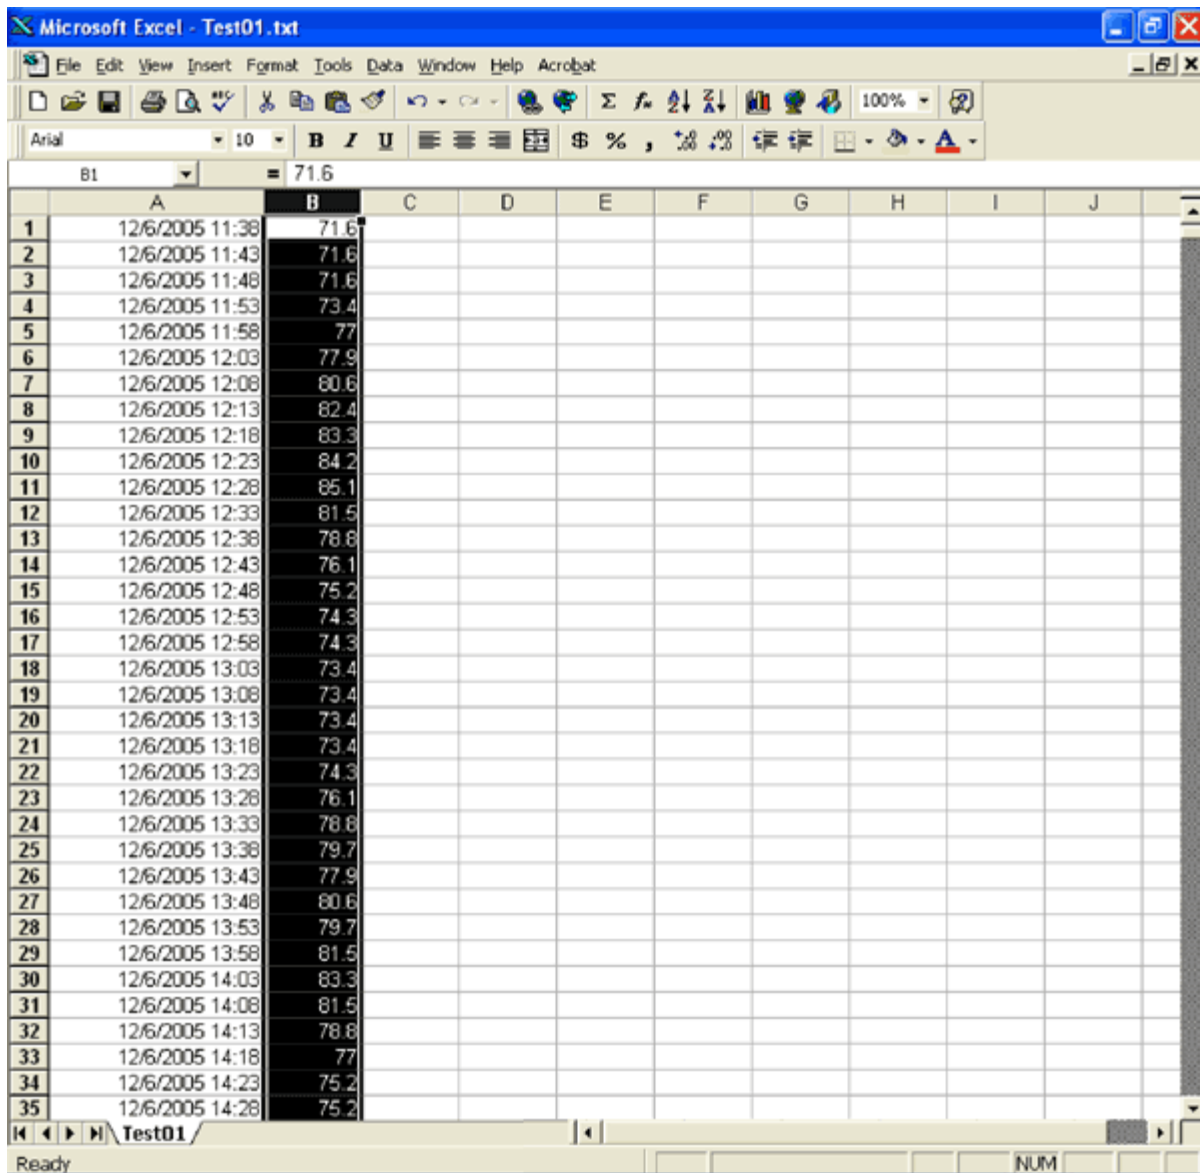 Microsoft Excel - Test01.txt
File Edit View Insert Format Tools Data Window Help Acrobat
100%
Arial 10 B I U $ % ,
B1 = 71.6
A B C D E F G H I J
1 12/6/2005 11:38 71.6
2 12/6/2005 11:43 71.6
3 12/6/2005 11:48 71.6
4 12/6/2005 11:53 73.4
5 12/6/2005 11:58 77
6 12/6/2005 12:03 77.9
7 12/6/2005 12:08 80.6
8 12/6/2005 12:13 82.4
9 12/6/2005 12:18 83.3
10 12/6/2005 12:23 84.2
11 12/6/2005 12:28 85.1
12 12/6/2005 12:33 81.5
13 12/6/2005 12:38 78.8
14 12/6/2005 12:43 76.1
15 12/6/2005 12:48 75.2
16 12/6/2005 12:53 74.3
17 12/6/2005 12:58 74.3
18 12/6/2005 13:03 73.4
19 12/6/2005 13:08 73.4
20 12/6/2005 13:13 73.4
21 12/6/2005 13:18 73.4
22 12/6/2005 13:23 74.3
23 12/6/2005 13:28 76.1
24 12/6/2005 13:33 78.8
25 12/6/2005 13:38 79.7
26 12/6/2005 13:43 77.9
27 12/6/2005 13:48 80.6
28 12/6/2005 13:53 79.7
29 12/6/2005 13:58 81.5
30 12/6/2005 14:03 83.3
31 12/6/2005 14:08 81.5
32 12/6/2005 14:13 78.8
33 12/6/2005 14:18 77
34 12/6/2005 14:23 75.2
35 12/6/2005 14:28 75.2
Test01
Ready NUM